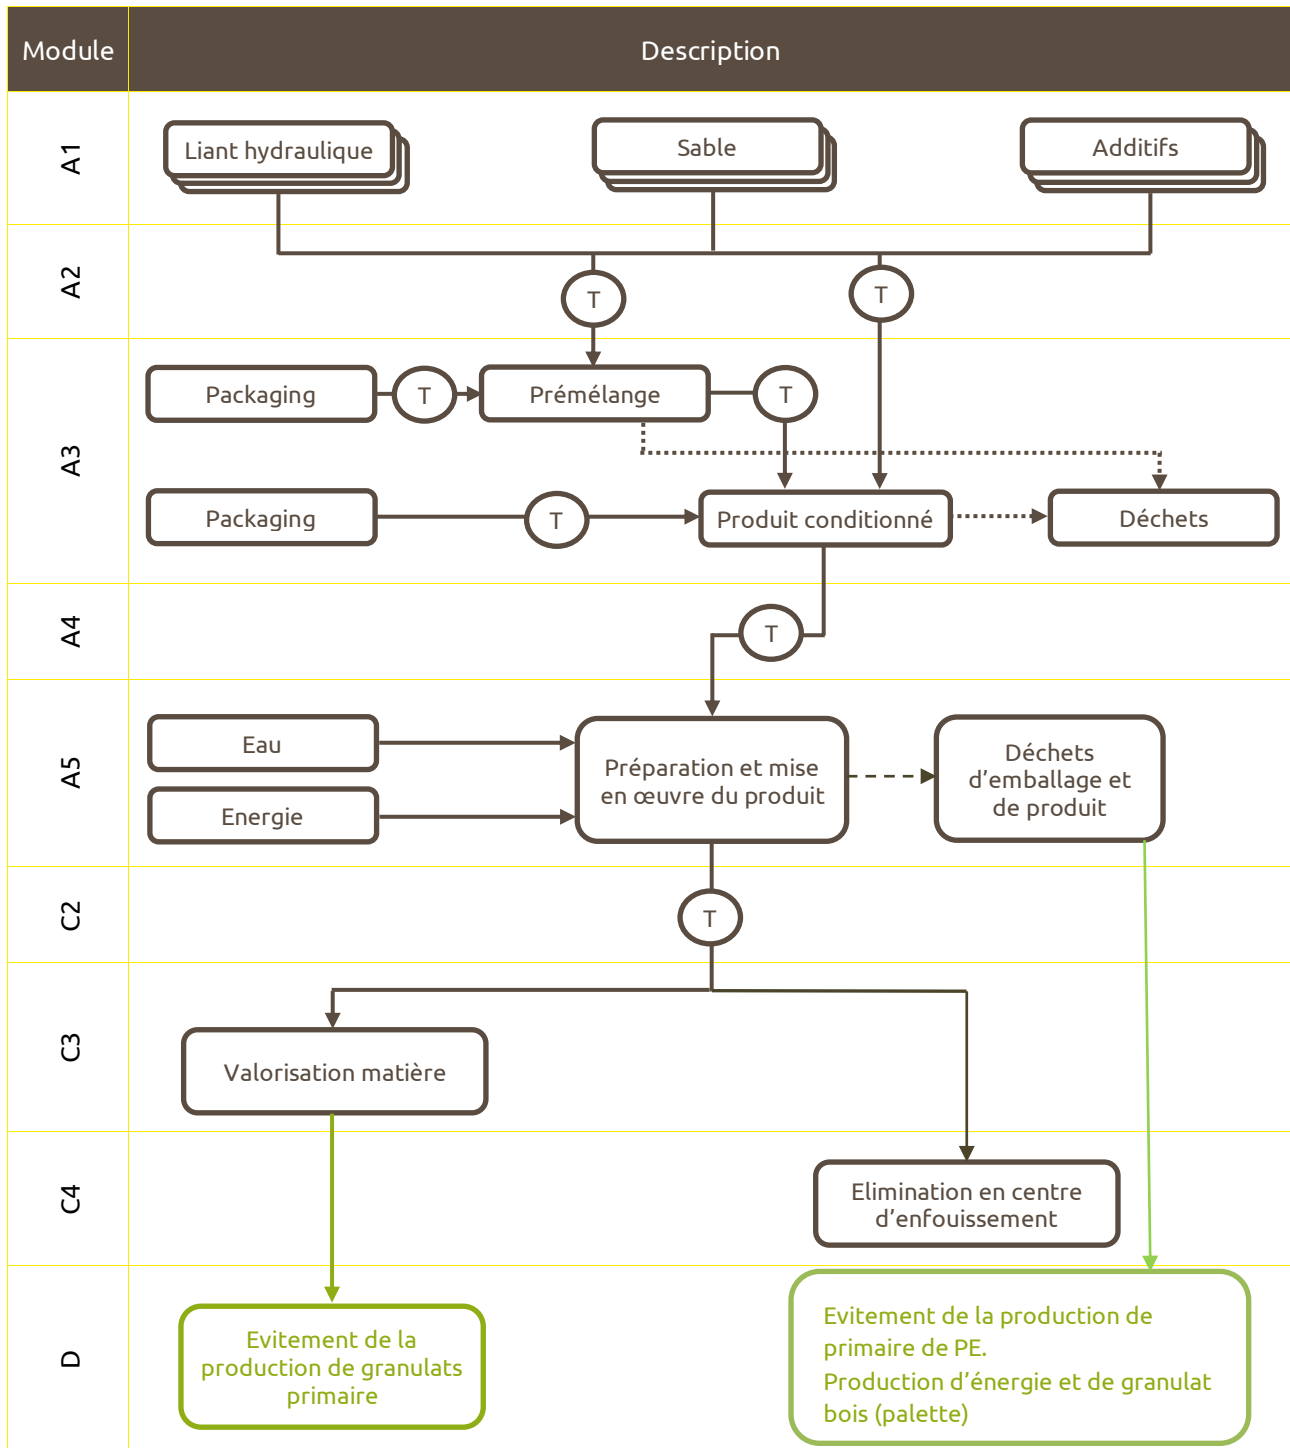 Module
Description
A1
Liant hydraulique
Sable
Additifs
A2
T
T
A3
Packaging
T
Prémélange
T
Packaging
T
Produit conditionné
Déchets
A4
T
A5
Eau
Energie
Préparation et mise
en œuvre du produit
Déchets
d’emballage et
de produit
C2
T
C3
Valorisation matière
C4
Elimination en centre
d’enfouissement
D
Evitement de la
production de granulats
primaire
Evitement de la production de
primaire de PE.
Production d’énergie et de granulat
bois (palette)